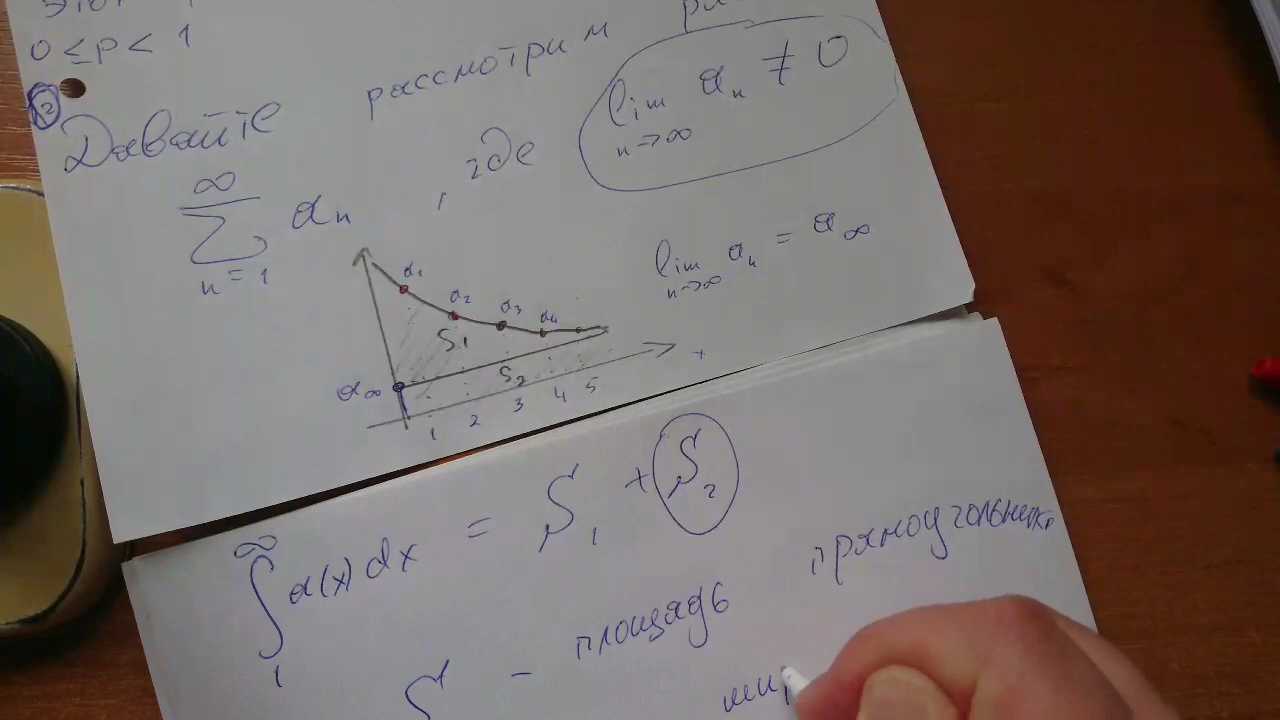 0 ≤ p < 1
2
Давайте рассмотрим
∞
∑ aₙ , где lim aₙ ≠ 0
n = 1 n→∞
lim aₙ = a∞
n→∞
a₁
a₂ a₃ a₄
S₁
S₂
a∞
1 2 3 4 5
x
∞
∫ a(x) dx = S₁ + S₂
1
S - площадь прямоугольника